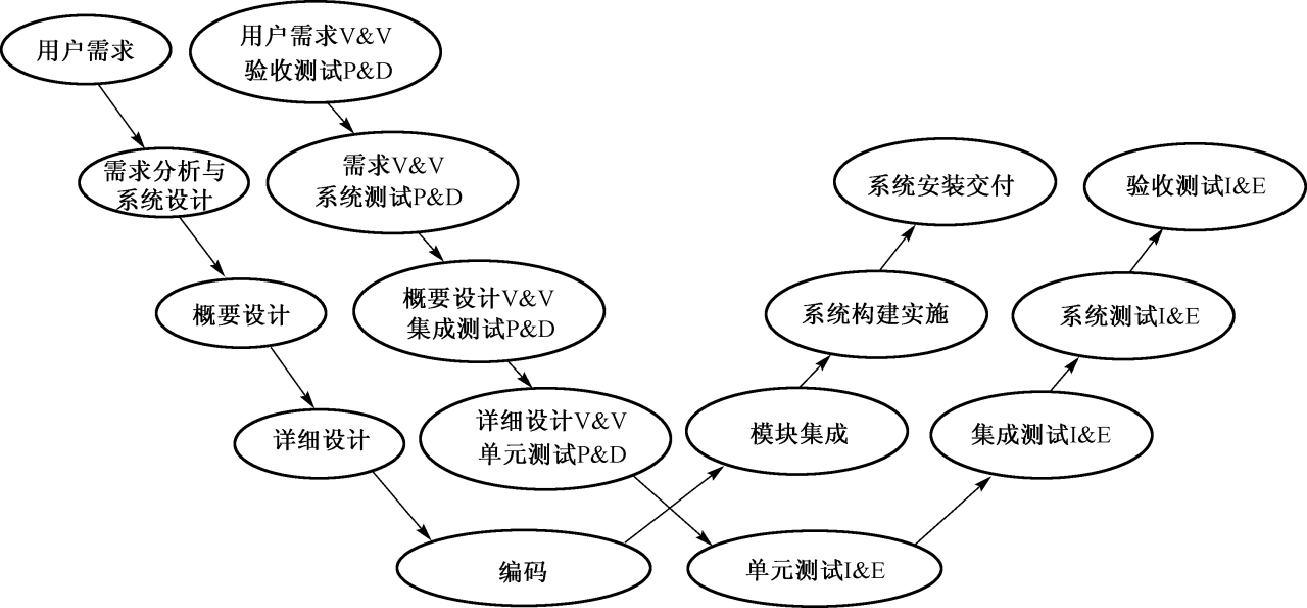 用户需求
用户需求V&V
验收测试P&D
需求分析与
系统设计
需求V&V
系统测试P&D
系统安装交付
验收测试I&E
概要设计
概要设计V&V
集成测试P&D
系统构建实施
系统测试I&E
详细设计
详细设计V&V
单元测试P&D
模块集成
集成测试I&E
编码
单元测试I&E